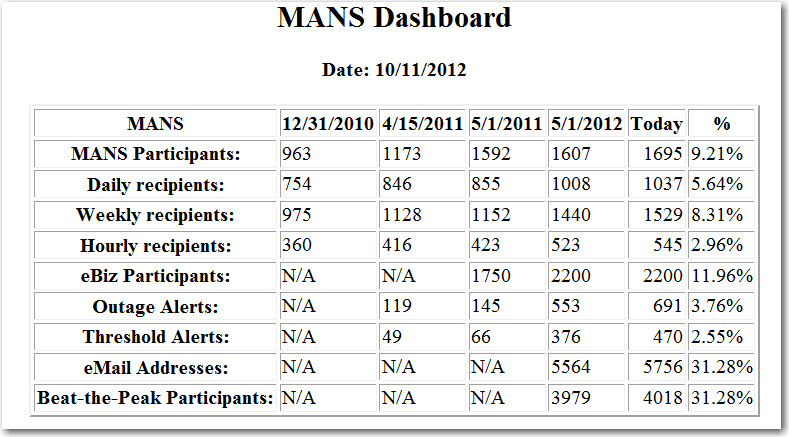 MANS Dashboard
Date: 10/11/2012
MANS 12/31/2010 4/15/2011 5/1/2011 5/1/2012 Today %
MANS Participants: 963 1173 1592 1607 1695 9.21%
Daily recipients: 754 846 855 1008 1037 5.64%
Weekly recipients: 975 1128 1152 1440 1529 8.31%
Hourly recipients: 360 416 423 523 545 2.96%
eBiz Participants: N/A N/A 1750 2200 2200 11.96%
Outage Alerts: N/A 119 145 553 691 3.76%
Threshold Alerts: N/A 49 66 376 470 2.55%
eMail Addresses: N/A N/A N/A 5564 5756 31.28%
Beat-the-Peak Participants: N/A N/A N/A 3979 4018 31.28%